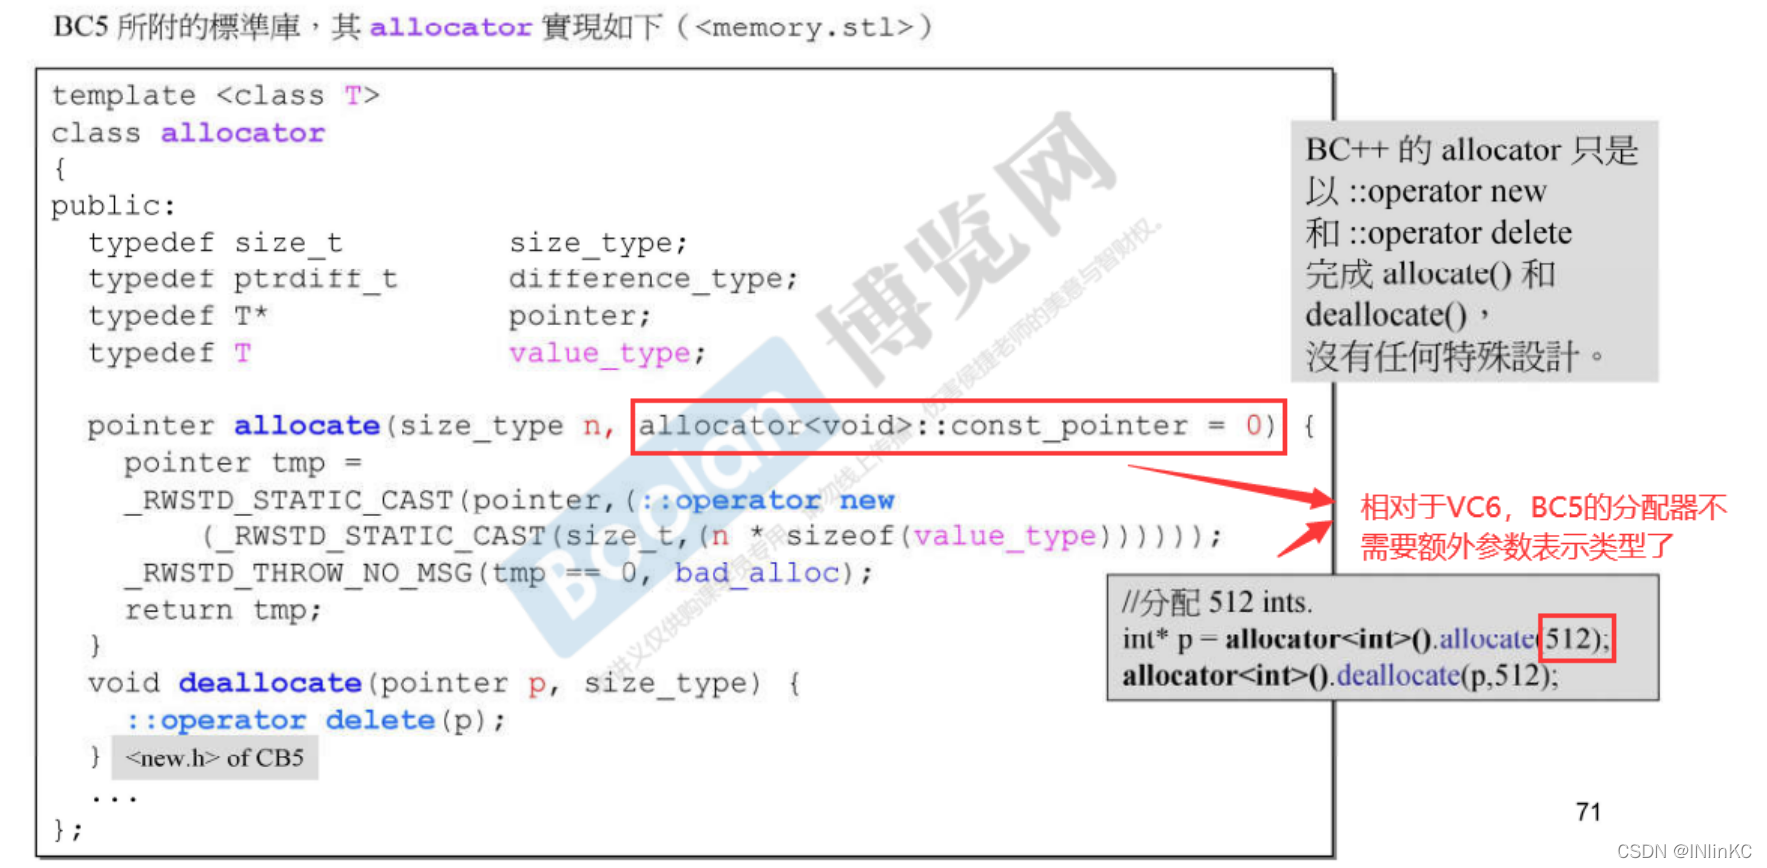 BC5 所附的標準庫，其 allocator 實現如下（<memory.stl>）
template <class T>
class allocator
{
public:
typedef size_t size_type;
typedef ptrdiff_t difference_type;
typedef T* pointer;
typedef T value_type;
pointer allocate(size_type n, allocator<void>::const_pointer = 0) {
pointer tmp =
_RWSTD_STATIC_CAST(pointer,(::operator new
(_RWSTD_STATIC_CAST(size_t,(n * sizeof(value_type))))));
_RWSTD_THROW_NO_MSG(tmp == 0, bad_alloc);
return tmp;
}
void deallocate(pointer p, size_type) {
::operator delete(p);
}
<new.h> of CB5
...
};
BC++ 的 allocator 只是
以 ::operator new
和 ::operator delete
完成 allocate() 和
deallocate()，
沒有任何特殊設計。
相对于VC6，BC5的分配器不
需要额外参数表示类型了
//分配 512 ints.
int* p = allocator<int>().allocate(512);
allocator<int>().deallocate(p,512);
71
Boolan
博览网
CSDN @INlinKC